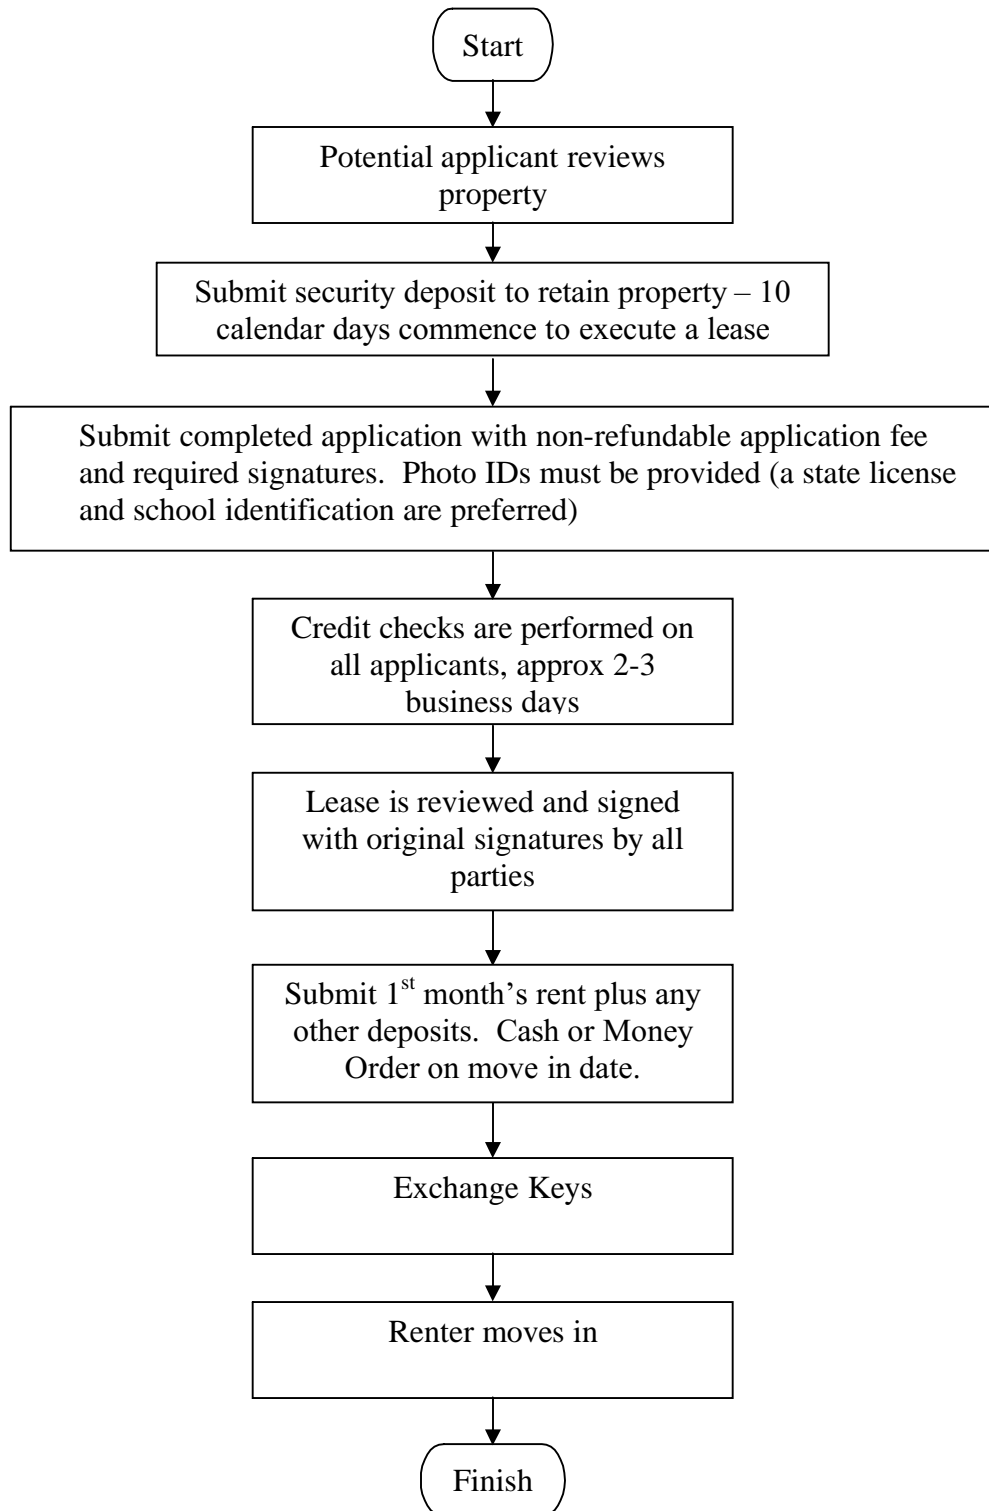 Start
Potential applicant reviews
property
Submit security deposit to retain property – 10
calendar days commence to execute a lease
Submit completed application with non-refundable application fee
and required signatures.  Photo IDs must be provided (a state license
and school identification are preferred)
Credit checks are performed on
all applicants, approx 2-3
business days
Lease is reviewed and signed
with original signatures by all
parties
Submit 1st month’s rent plus any
other deposits.  Cash or Money
Order on move in date.
Exchange Keys
Renter moves in
Finish